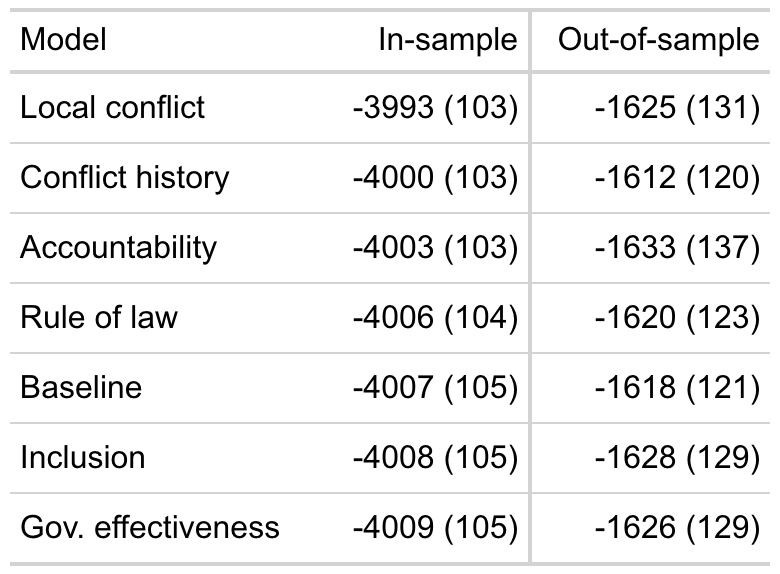 Model In-sample Out-of-sample
Local conflict -3993 (103) -1625 (131)
Conflict history -4000 (103) -1612 (120)
Accountability -4003 (103) -1633 (137)
Rule of law -4006 (104) -1620 (123)
Baseline -4007 (105) -1618 (121)
Inclusion -4008 (105) -1628 (129)
Gov. effectiveness -4009 (105) -1626 (129)